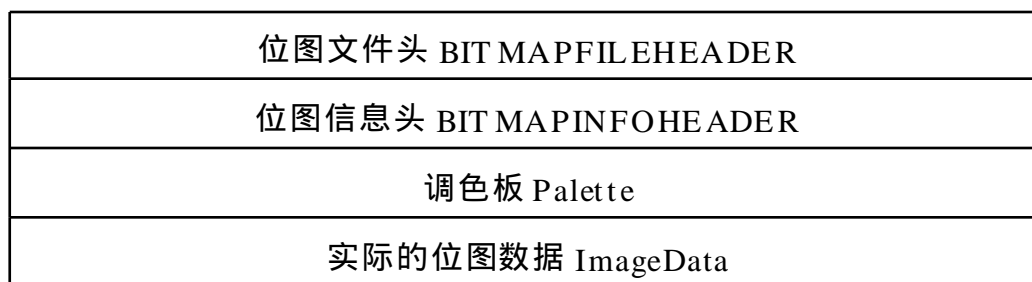 位图文件头 BITMAPFILEHEADER
位图信息头 BITMAPINFOHEADER
调色板 Palette
实际的位图数据 ImageData